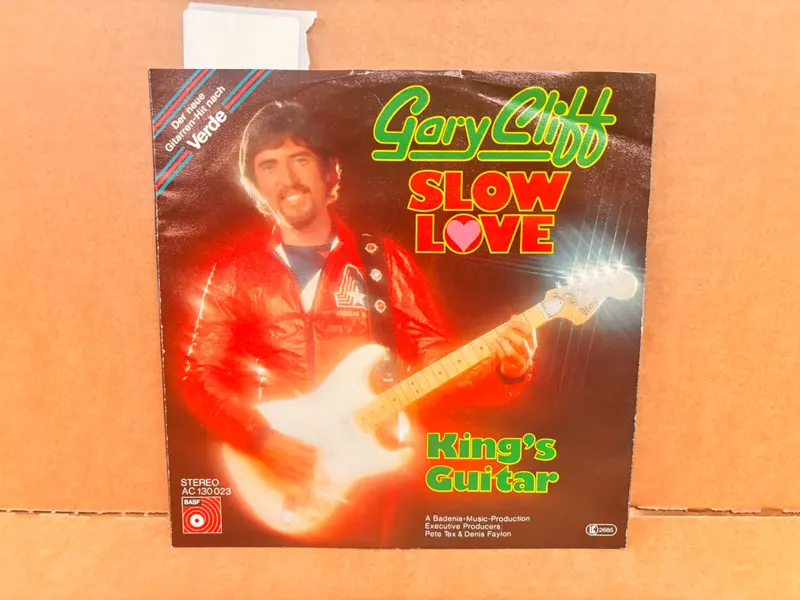 Der neue
Gitarren-Hit nach
Verde
Gary Cliff
SLOW
LOVE
King's
Guitar
STEREO
AC 130 023
BASF
A Badenia-Music-Production
Executive Producers:
Pete Tex & Denis Faylon
LC 2685